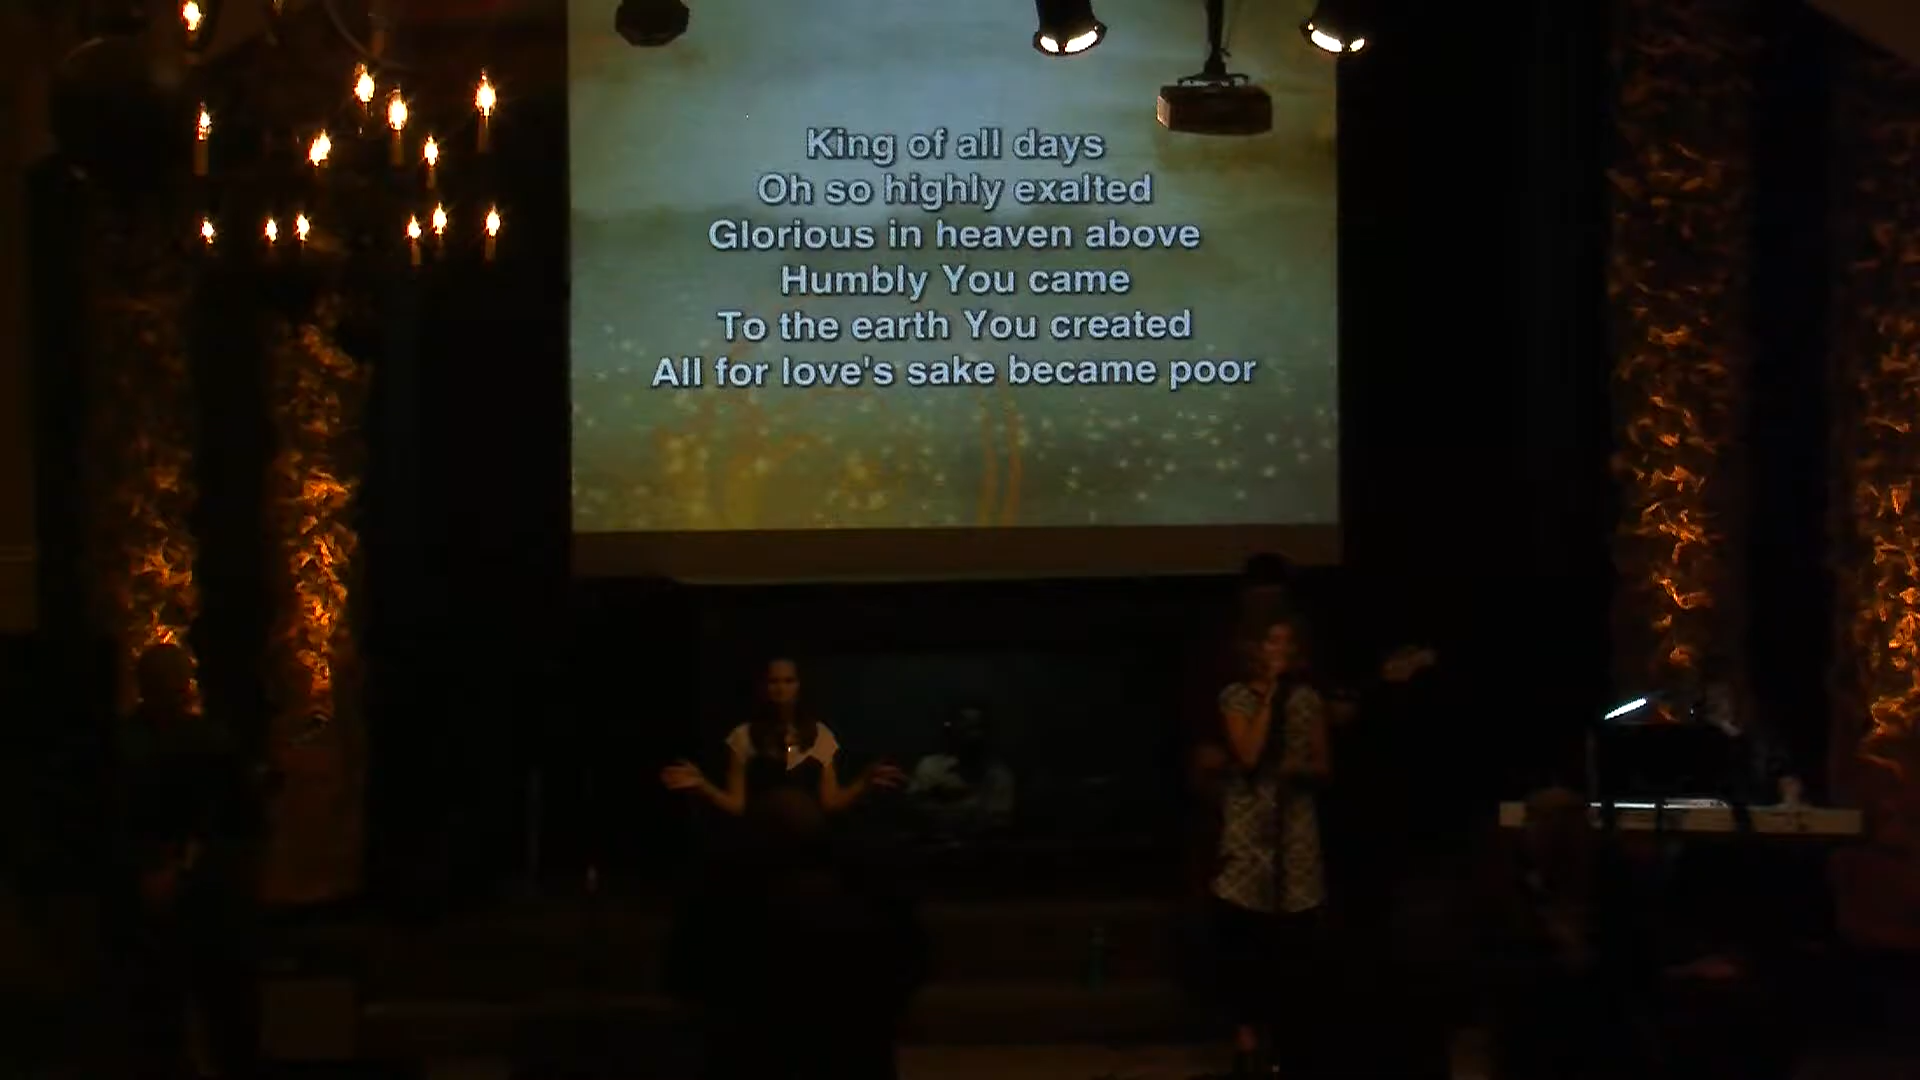 King of all days
Oh so highly exalted
Glorious in heaven above
Humbly You came
To the earth You created
All for love's sake became poor